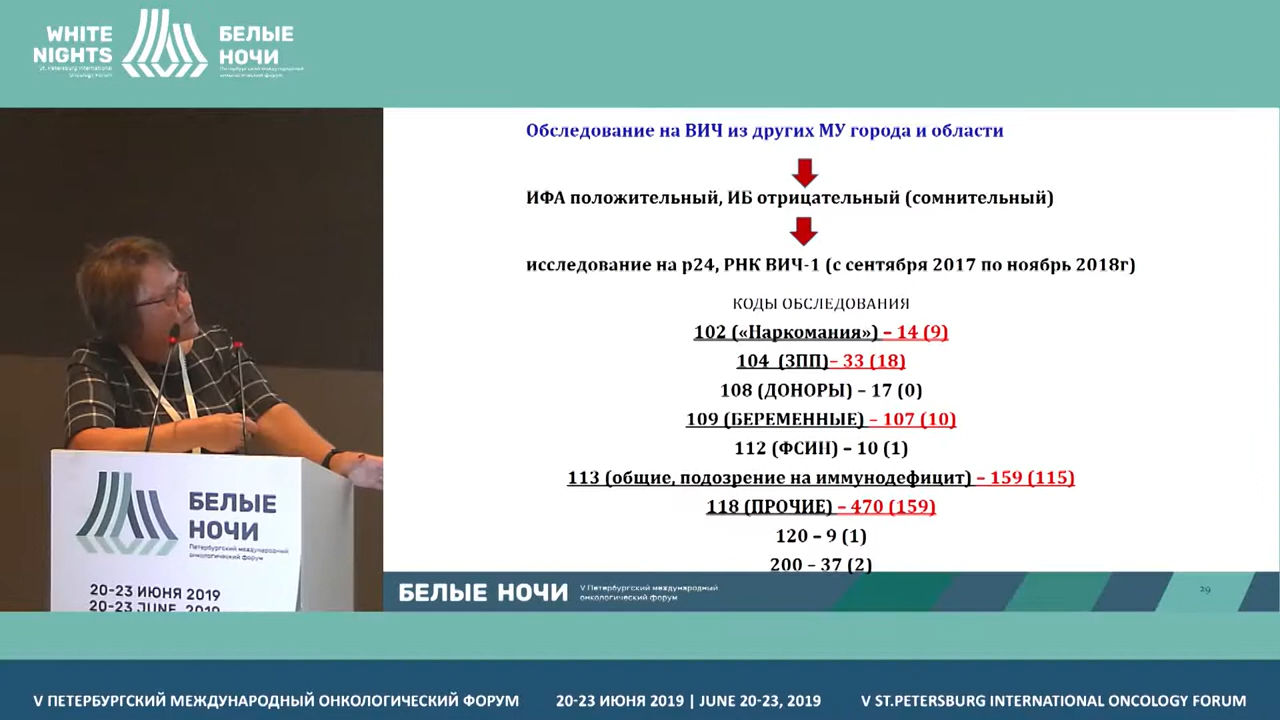 WHITE
NIGHTS
St. Petersburg International
Oncology Forum
БЕЛЫЕ
НОЧИ
Петербургский международный
онкологический форум
Обследование на ВИЧ из других МУ города и области
ИФА положительный, ИБ отрицательный (сомнительный)
исследование на р24, РНК ВИЧ-1 (с сентября 2017 по ноябрь 2018г)
КОДЫ ОБСЛЕДОВАНИЯ
102 («Наркомания») – 14 (9)
104 (ЗПП)– 33 (18)
108 (ДОНОРЫ) – 17 (0)
109 (БЕРЕМЕННЫЕ) – 107 (10)
112 (ФСИН) – 10 (1)
113 (общие, подозрение на иммунодефицит) – 159 (115)
118 (ПРОЧИЕ) – 470 (159)
120 – 9 (1)
200 – 37 (2)
БЕЛЫЕ НОЧИ
V Петербургский международный
онкологический форум
29
БЕЛЫЕ
НОЧИ
Петербургский международный
онкологический форум
20-23 ИЮНЯ 2019
20-23 JUNE 2019
V ПЕТЕРБУРГСКИЙ МЕЖДУНАРОДНЫЙ ОНКОЛОГИЧЕСКИЙ ФОРУМ
20-23 ИЮНЯ 2019 | JUNE 20-23, 2019
V ST.PETERSBURG INTERNATIONAL ONCOLOGY FORUM